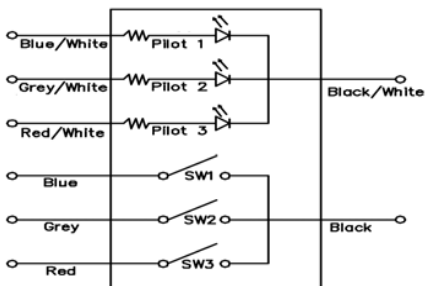 Blue/White Pilot 1
Grey/White Pilot 2
Black/White
Red/White Pilot 3
Blue SW1
Grey SW2 Black
Red SW3